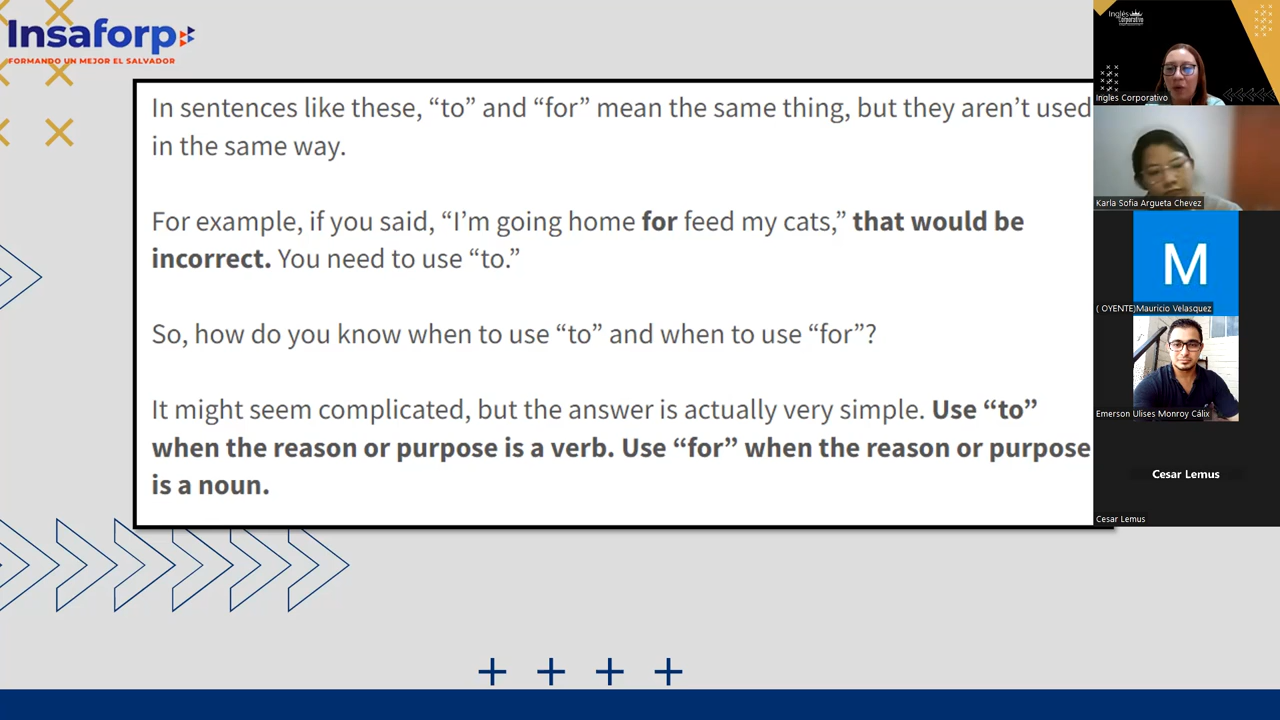 Insaforp
FORMANDO UN MEJOR EL SALVADOR
In sentences like these, “to” and “for” mean the same thing, but they aren’t used
in the same way.
For example, if you said, “I’m going home for feed my cats,” that would be
incorrect. You need to use “to.”
So, how do you know when to use “to” and when to use “for”?
It might seem complicated, but the answer is actually very simple. Use “to”
when the reason or purpose is a verb. Use “for” when the reason or purpose
is a noun.
Inglés
Corporativo
Ingles Corporativo
Karla Sofia Argueta Chevez
M
( OYENTE)Mauricio Velasquez
Emerson Ulises Monroy Cálix
Cesar Lemus
Cesar Lemus